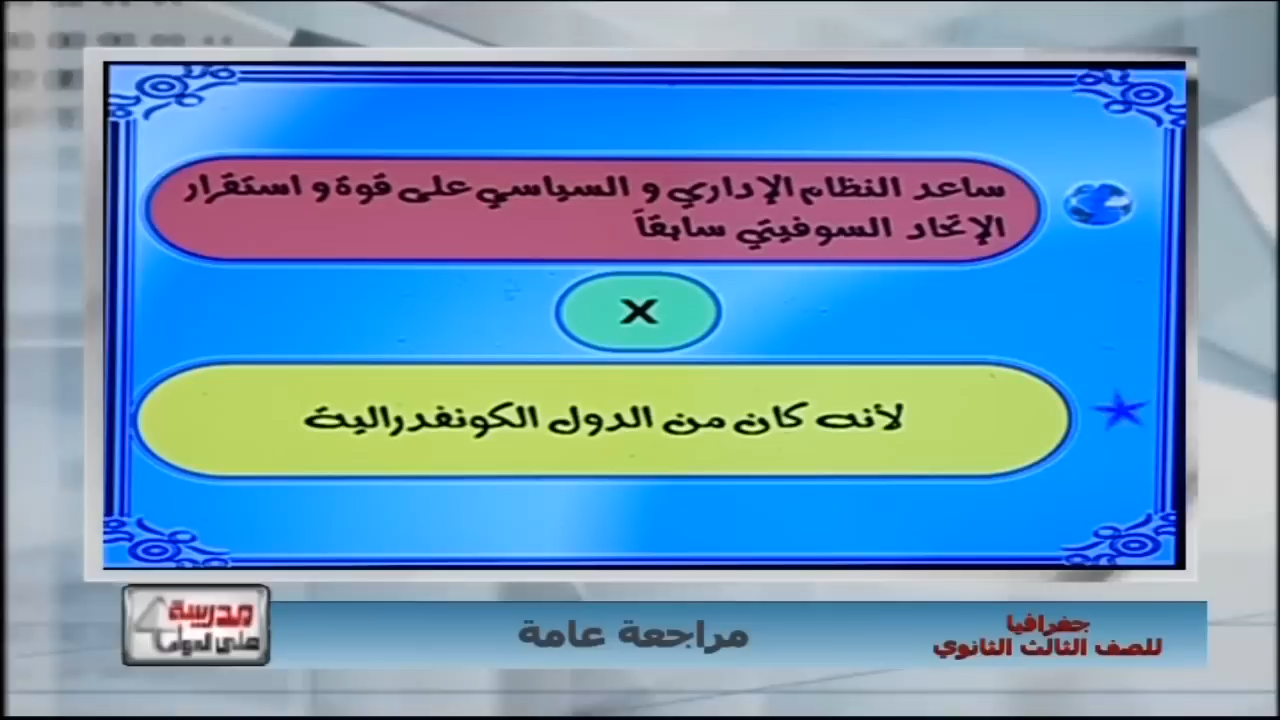 ساعد النظام الإداري و السياسي على قوة و استقرار
الإتحاد السوفيتي سابقاً
X
لأنه كان من الدول الكونفدرالية
مدرسة
على الهواء
مراجعة عامة
جغرافيا
للصف الثالث الثانوي